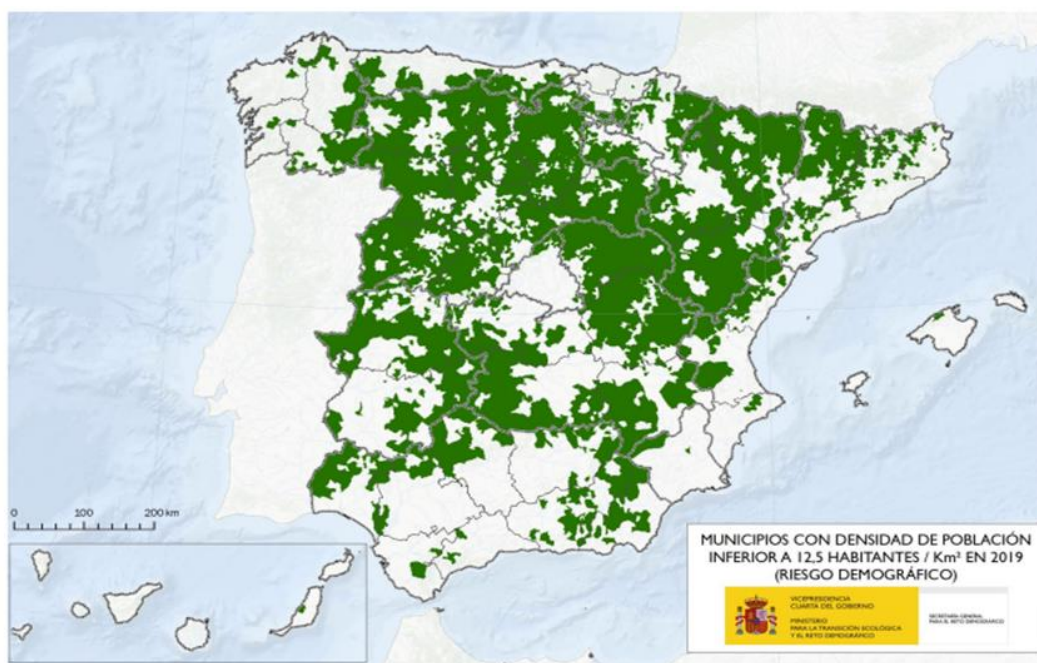 0 100 200 km
MUNICIPIOS CON DENSIDAD DE POBLACIÓN
INFERIOR A 12,5 HABITANTES / Km² EN 2019
(RIESGO DEMOGRÁFICO)
VICEPRESIDENCIA
CUARTA DEL GOBIERNO
MINISTERIO
PARA LA TRANSICIÓN ECOLÓGICA
Y EL RETO DEMOGRÁFICO
SECRETARÍA GENERAL
PARA EL RETO DEMOGRÁFICO